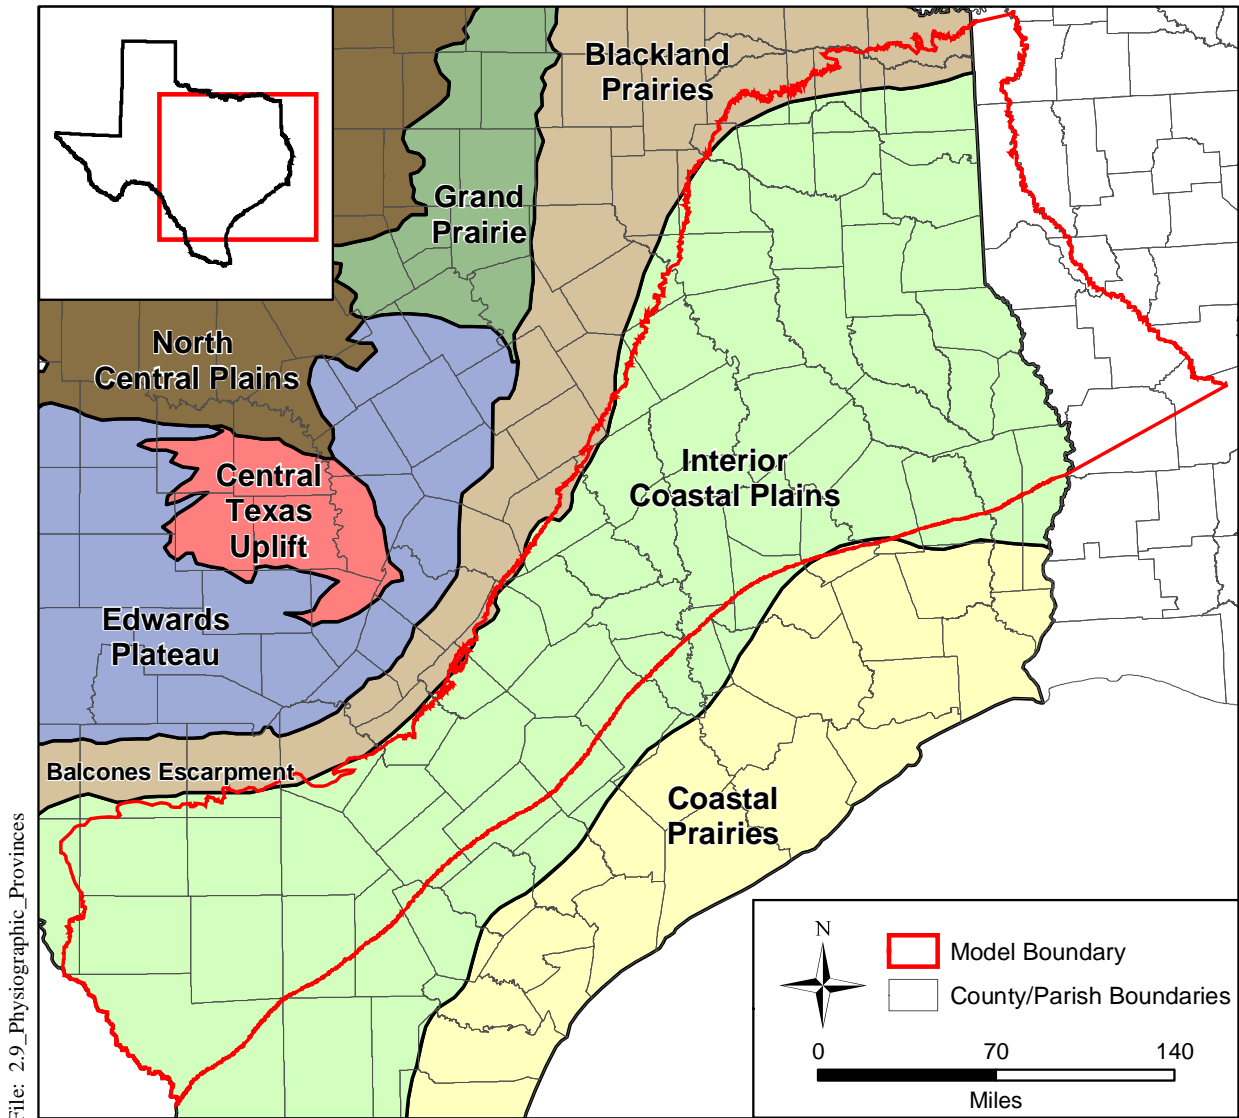 Blackland
Prairies
Grand
Prairie
North
Central Plains
Central
Texas
Uplift
Interior
Coastal Plains
Edwards
Plateau
Balcones Escarpment
Coastal
Prairies
N
Model Boundary
County/Parish Boundaries
0 70 140
Miles
File: 2.9_Physiographic_Provinces